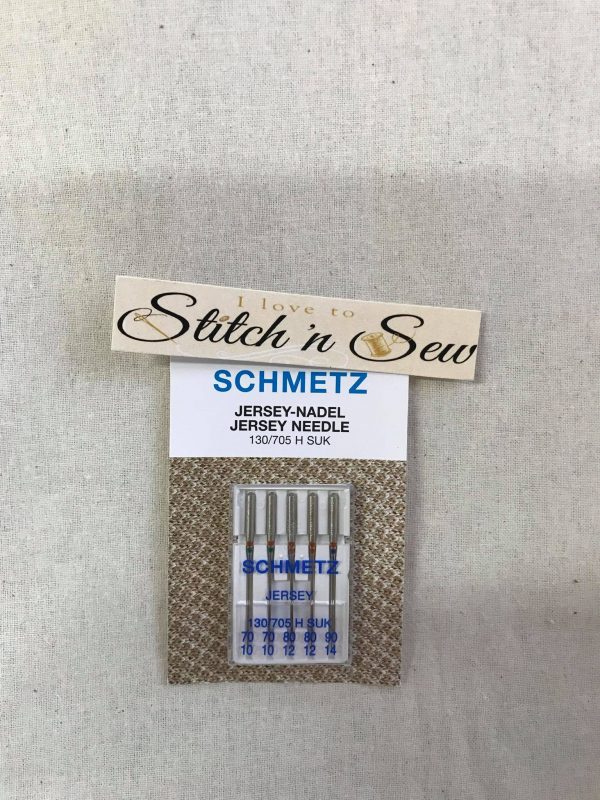 I love to
Stitch 'n Sew
SCHMETZ
JERSEY-NADEL
JERSEY NEEDLE
130/705 H SUK
SCHMETZ
JERSEY
130/705 H SUK
70 70 80 80 90
10 10 12 12 14